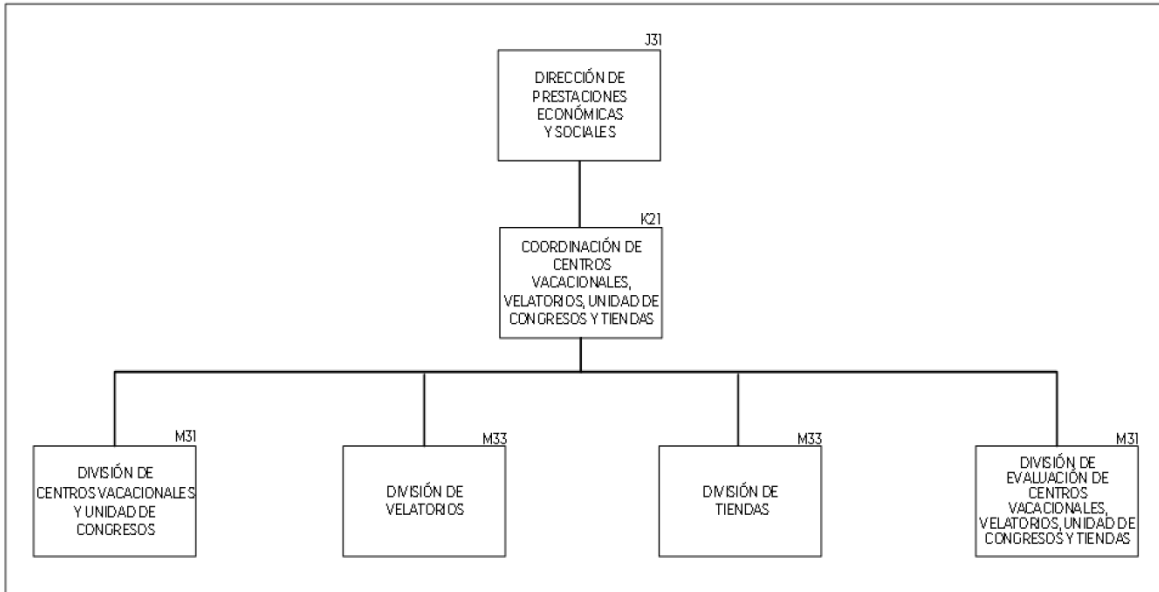 J31
DIRECCIÓN DE
PRESTACIONES
ECONÓMICAS
Y SOCIALES
K21
COORDINACIÓN DE
CENTROS
VACACIONALES,
VELATORIOS, UNIDAD DE
CONGRESOS Y TIENDAS
M31
DIVISIÓN DE
CENTROS VACACIONALES
Y UNIDAD DE
CONGRESOS
M33
DIVISIÓN DE
VELATORIOS
M33
DIVISIÓN DE
TIENDAS
M31
DIVISIÓN DE
EVALUACIÓN DE
CENTROS
VACACIONALES,
VELATORIOS, UNIDAD DE
CONGRESOS Y TIENDAS